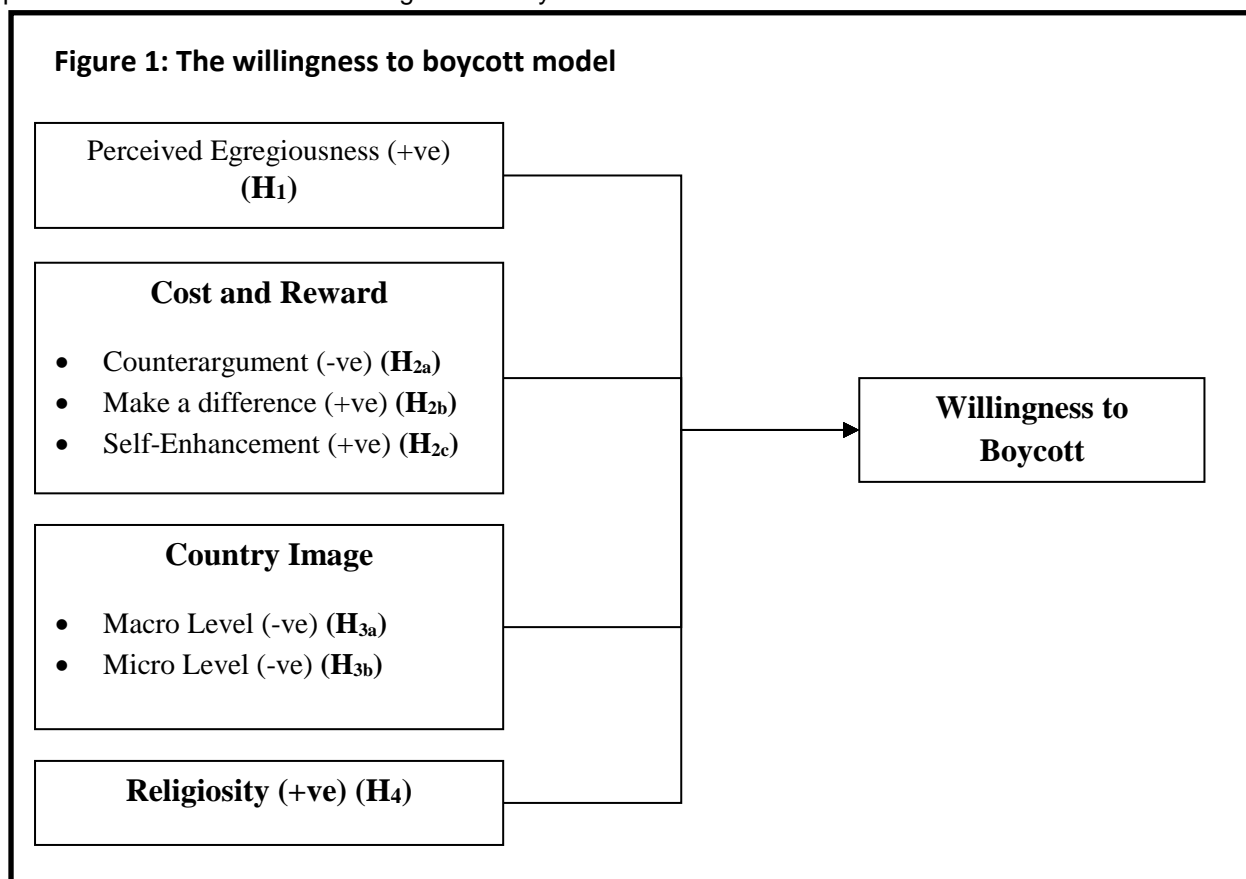 Figure 1: The willingness to boycott model
Perceived Egregiousness (+ve)
(H1)
Cost and Reward
• Counterargument (-ve) (H2a)
• Make a difference (+ve) (H2b)
• Self-Enhancement (+ve) (H2c)
Country Image
• Macro Level (-ve) (H3a)
• Micro Level (-ve) (H3b)
Religiosity (+ve) (H4)
Willingness to
Boycott